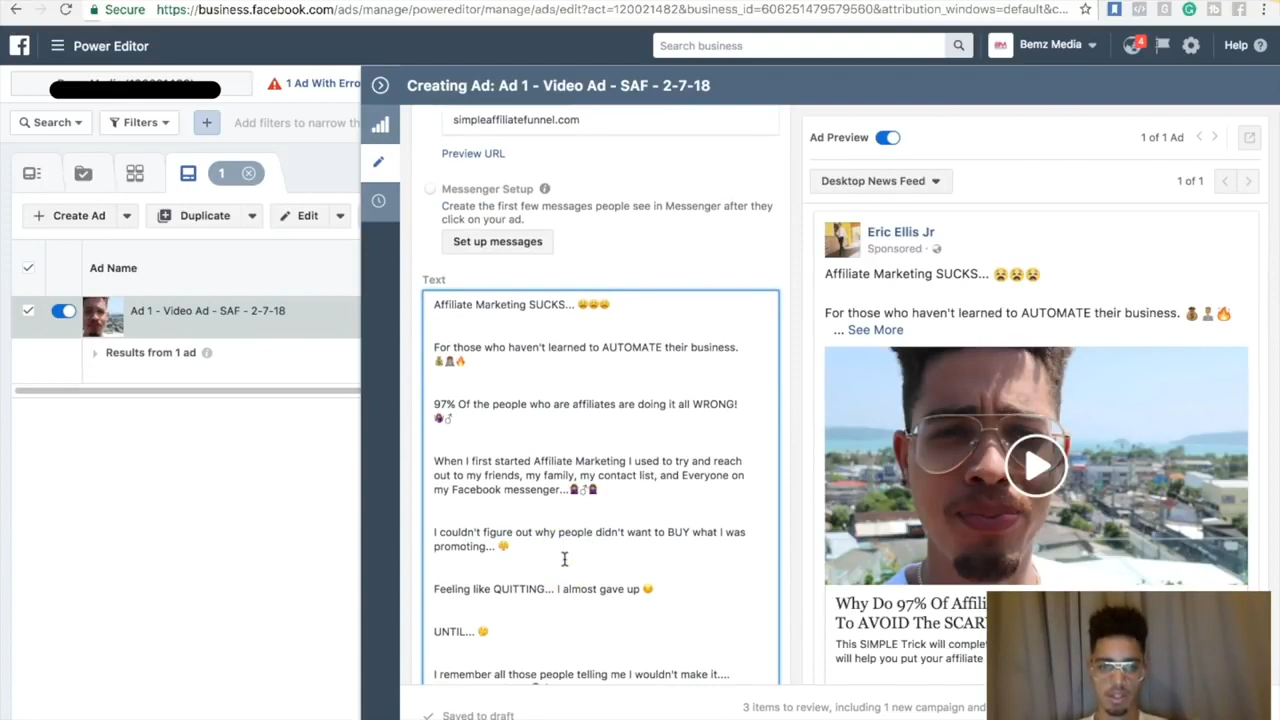 Secure
https://business.facebook.com/ads/manage/powereditor/manage/ads/edit?act=120021482&business_id=606251479579560&attribution_windows=default&c...
Power Editor
Search business
Bemz Media
4
Help
1 Ad With Erro
Search
Filters
Add filters to narrow th
1
Create Ad
Duplicate
Edit
Ad Name
Ad 1 - Video Ad - SAF - 2-7-18
Results from 1 ad
Creating Ad: Ad 1 - Video Ad - SAF - 2-7-18
simpleaffiliatefunnel.com
Preview URL
Messenger Setup
Create the first few messages people see in Messenger after they
click on your ad.
Set up messages
Text
Affiliate Marketing SUCKS... 😩😩😩
For those who haven't learned to AUTOMATE their business.
97% Of the people who are affiliates are doing it all WRONG!
When I first started Affiliate Marketing I used to try and reach
out to my friends, my family, my contact list, and Everyone on
my Facebook messenger...
I couldn't figure out why people didn't want to BUY what I was
promoting...
Feeling like QUITTING... I almost gave up
UNTIL...
I remember all those people telling me I wouldn't make it....
Saved to draft
Ad Preview
1 of 1 Ad
Desktop News Feed
1 of 1
Eric Ellis Jr
Sponsored
Affiliate Marketing SUCKS... 😩😩😩
For those who haven't learned to AUTOMATE their business.
... See More
Why Do 97% Of Affili
To AVOID The SCAR
This SIMPLE Trick will comple
will help you put your affiliate
3 items to review, including 1 new campaign and